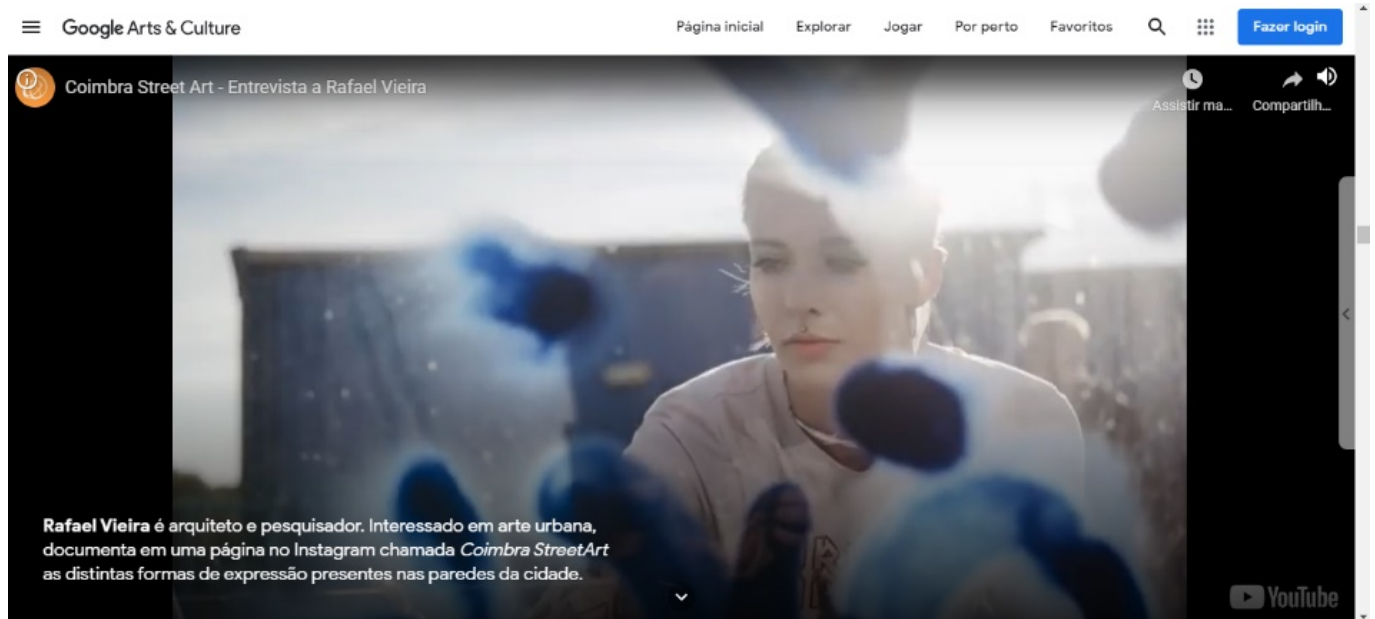 Google Arts & Culture
Página inicial Explorar Jogar Por perto Favoritos Fazer login
Coimbra Street Art - Entrevista a Rafael Vieira
Assistir ma... Compartilh...
Rafael Vieira é arquiteto e pesquisador. Interessado em arte urbana,
documenta em uma página no Instagram chamada Coimbra StreetArt
as distintas formas de expressão presentes nas paredes da cidade.
YouTube